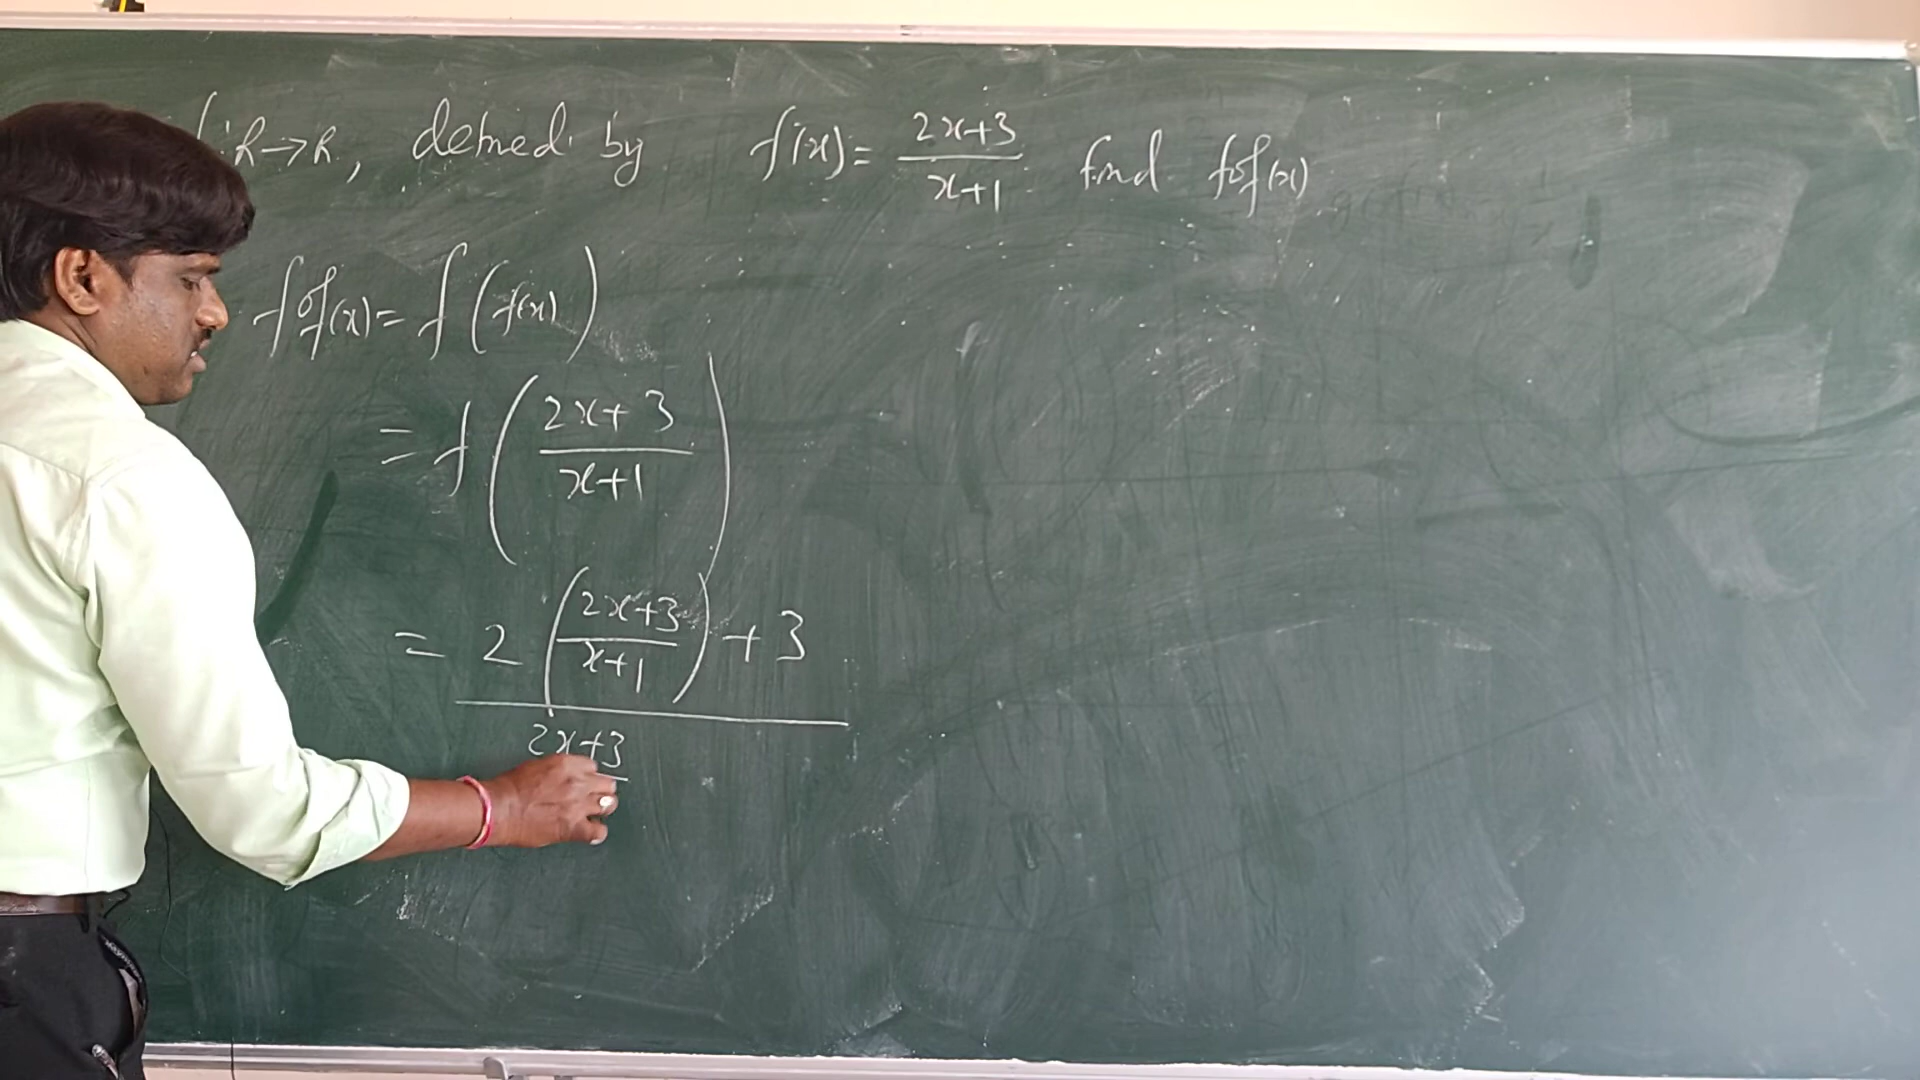 f:R→R, defined by f(x)= (2x+3)/(x+1) find fof(x)
fof(x)= f(f(x))
= f((2x+3)/(x+1))
= 2((2x+3)/(x+1))+3
2x+3